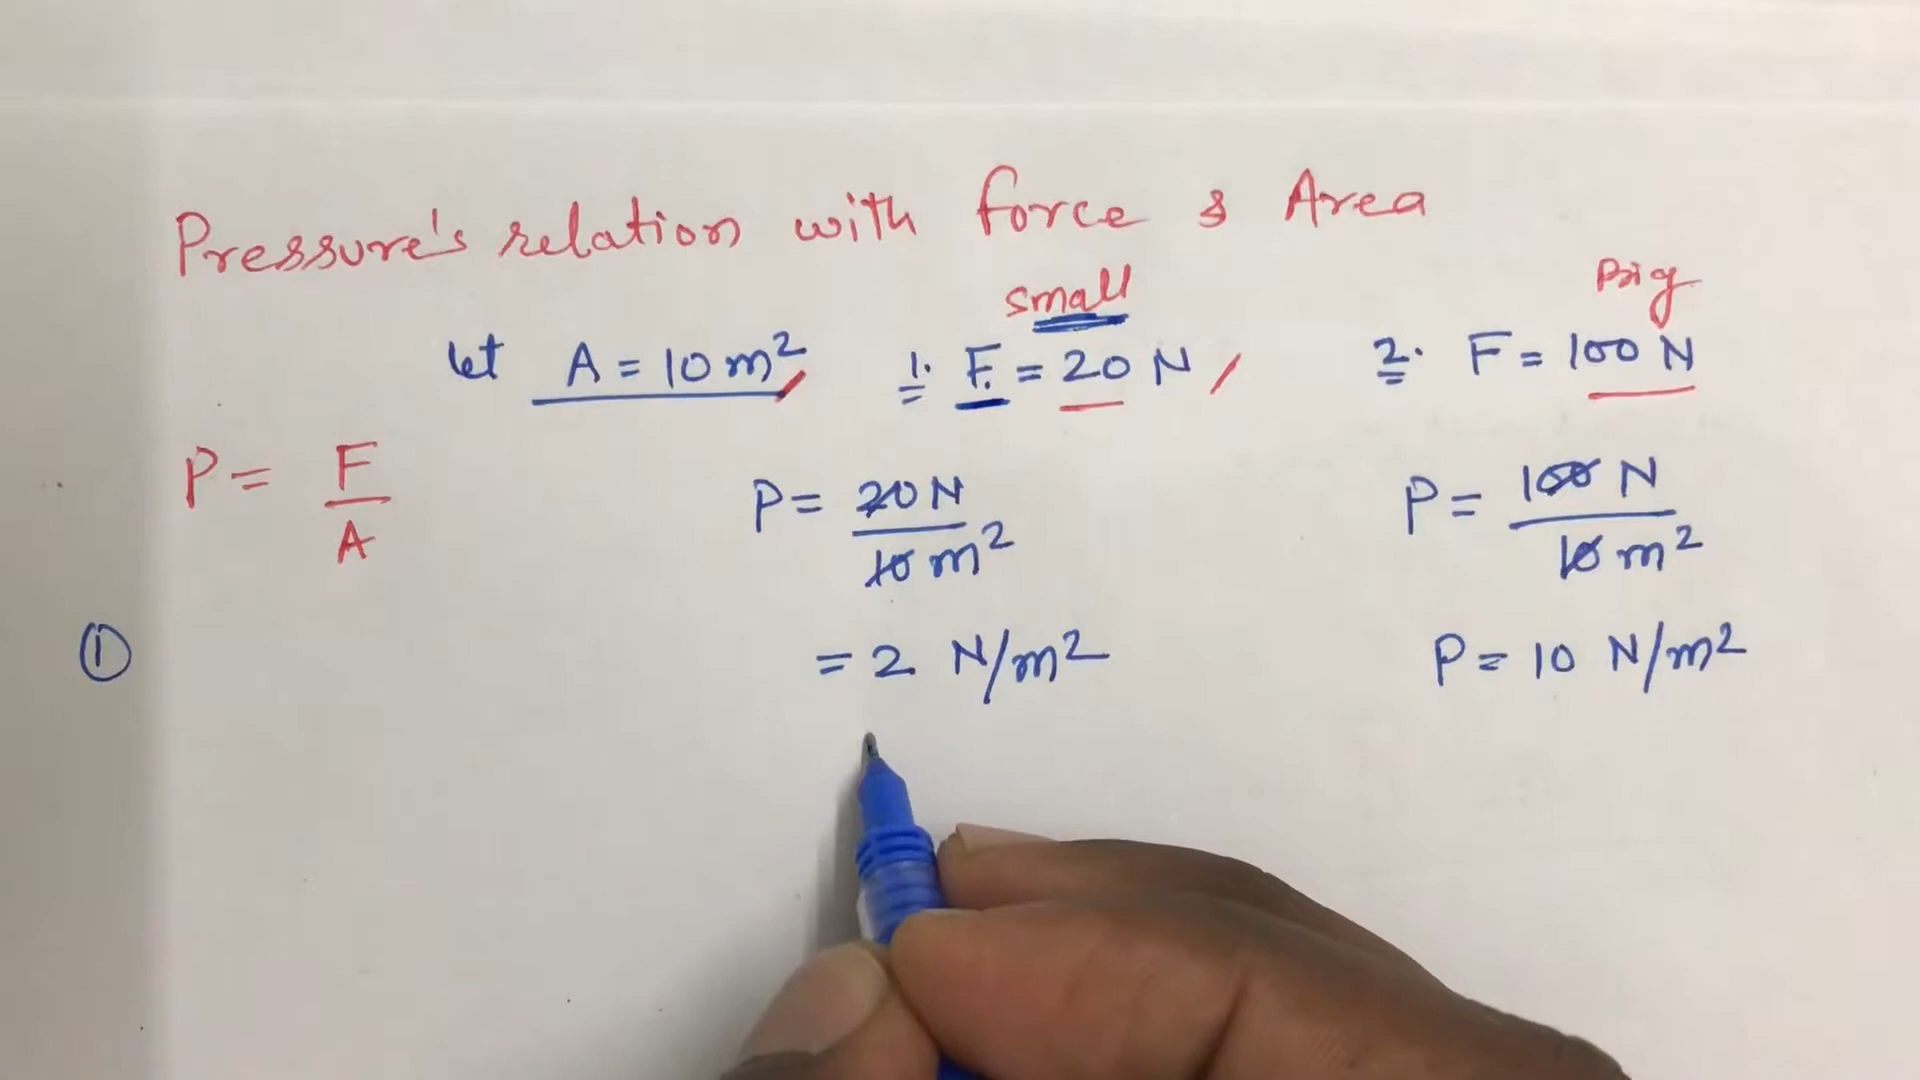 Pressure's relation with force & Area
small Big
let A = 10 m² 1. F = 20 N 2. F = 100 N
P = F/A P = 20 N/10 m² P = 100 N/10 m²
① = 2 N/m² P = 10 N/m²